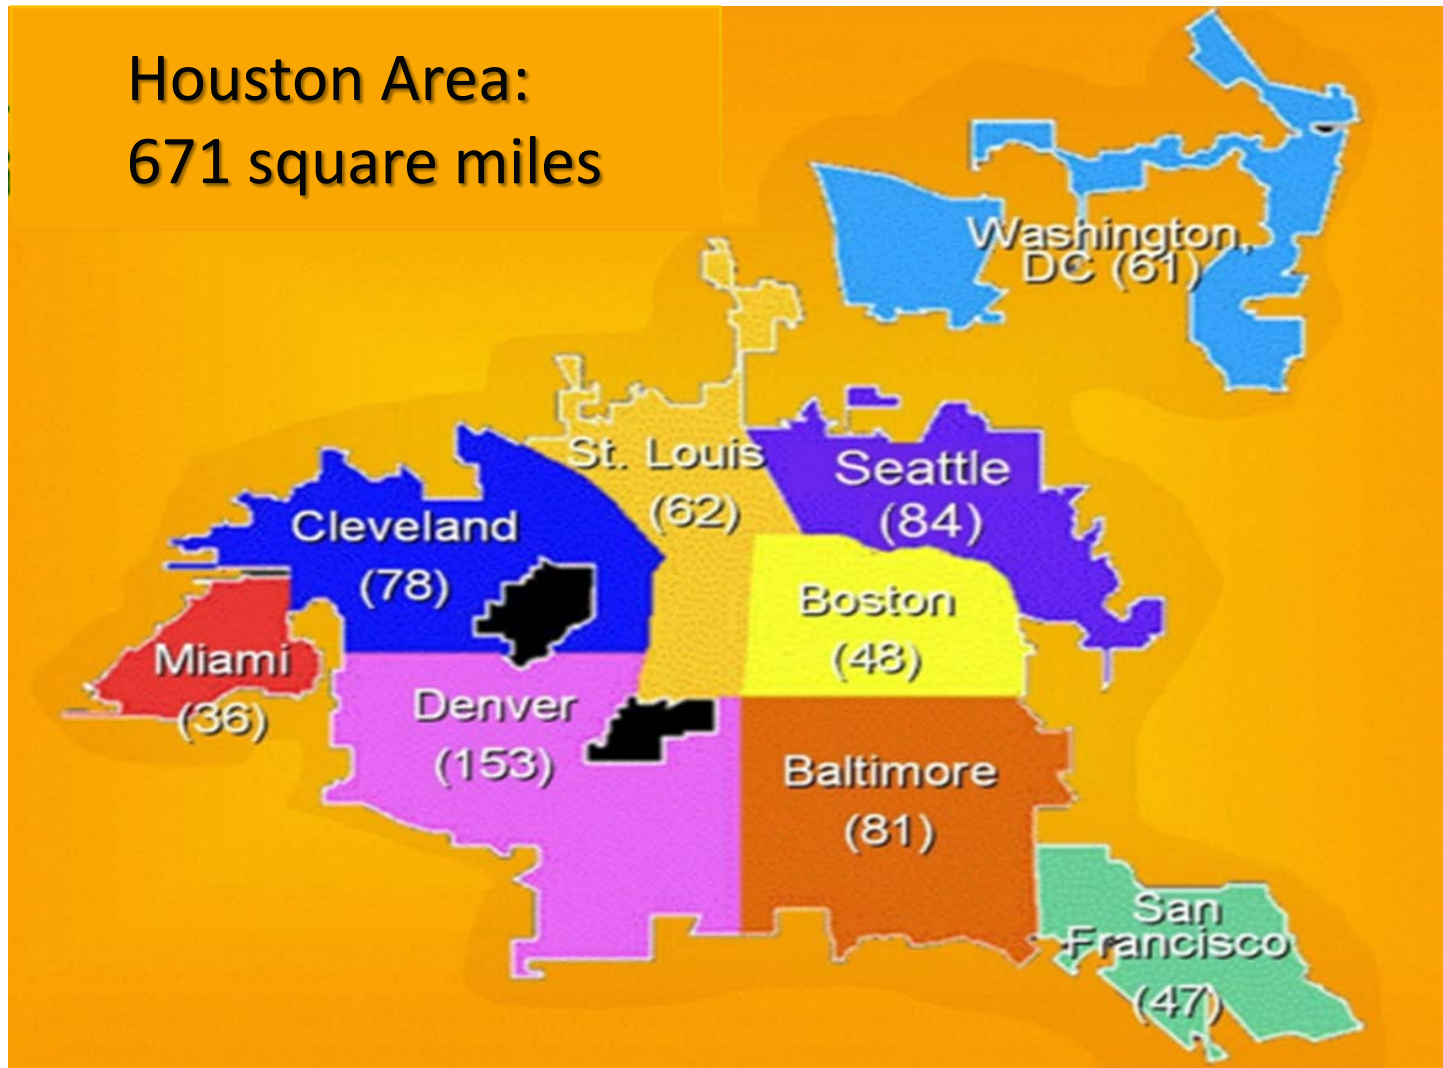 Houston Area:
671 square miles
Washington,
DC (61)
St. Louis
(62)
Seattle
(84)
Cleveland
(78)
Boston
(48)
Miami
(36)
Denver
(153)
Baltimore
(81)
San
Francisco
(47)